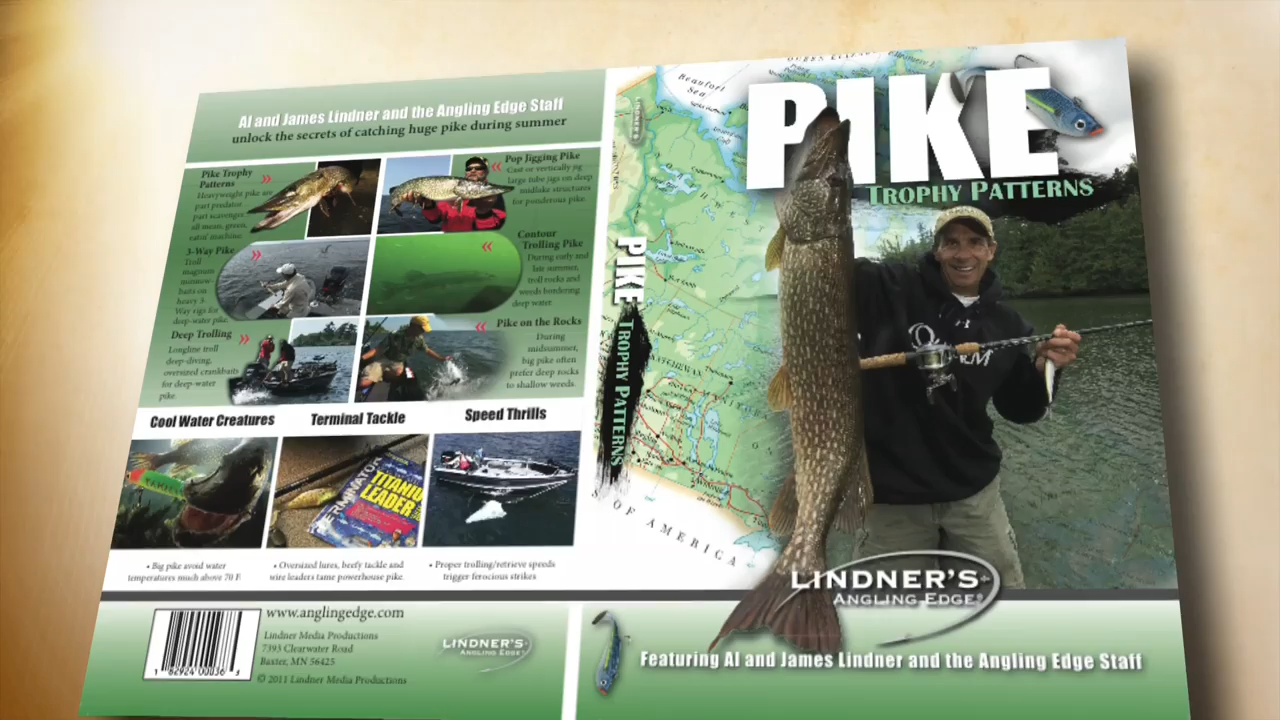 Al and James Lindner and the Angling Edge Staff
unlock the secrets of catching huge pike during summer
Pike Trophy
Patterns
Heavyweight pike are
part predator
part scavenger
all mean, green,
eatin' machine.
Pop Jigging Pike
Cast or vertically jig
large tube jigs on deep
midlake structures
for ponderous pike.
3-Way Pike
Troll
magnum
minnow-
baits on
heavy 3-
Way rigs for
deep-water pike.
Contour
Trolling Pike
During early and
late summer,
troll rocks and
weeds bordering
deep water
Deep Trolling
Longline troll
deep-diving,
oversized crankbaits
for deep-water
pike.
Pike on the Rocks
During
midsummer,
big pike often
prefer deep rocks
to shallow weeds.
Cool Water Creatures
Terminal Tackle
Speed Thrills
TITANIUM
LEADER
• Big pike avoid water
temperatures much above 70 F.
• Oversized lures, beefy tackle and
wire leaders tame powerhouse pike.
• Proper trolling/retrieve speeds
trigger ferocious strikes
www.anglingedge.com
Lindner Media Productions
7393 Clearwater Road
Baxter, MN 56425
© 2011 Lindner Media Productions
1 62924 00036 3
LINDNER'S
ANGLING EDGE
LINDNER'S
PIKE TROPHY PATTERNS
Beaufort
Sea
OF AMERICA
PIKE
TROPHY PATTERNS
LINDNER'S
ANGLING EDGE®
Featuring Al and James Lindner and the Angling Edge Staff